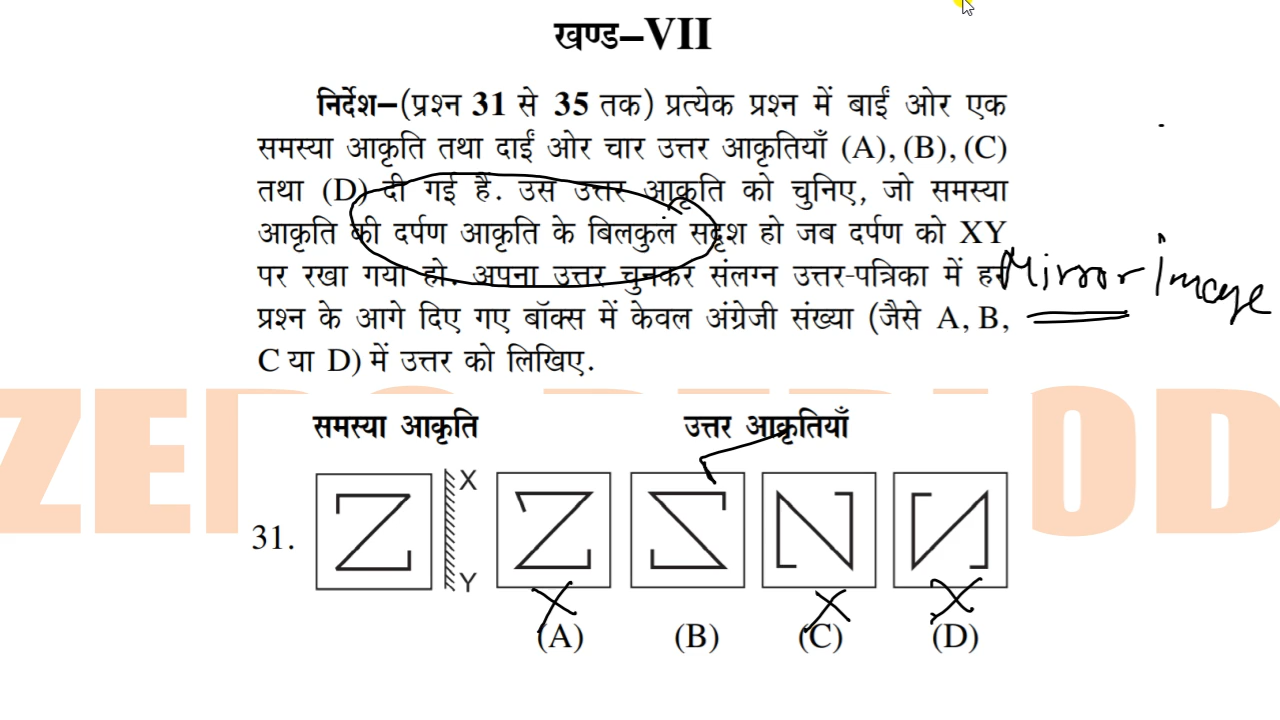 खण्ड–VII
निर्देश–(प्रश्न 31 से 35 तक) प्रत्येक प्रश्न में बाईं ओर एक
समस्या आकृति तथा दाईं ओर चार उत्तर आकृतियाँ (A), (B), (C)
तथा (D) दी गई हैं. उस उत्तर आकृति को चुनिए, जो समस्या
आकृति की दर्पण आकृति के बिलकुल सदृश हो जब दर्पण को XY
पर रखा गया हो. अपना उत्तर चुनकर संलग्न उत्तर-पत्रिका में हर
Mirror Image
प्रश्न के आगे दिए गए बॉक्स में केवल अंग्रेजी संख्या (जैसे A, B,
C या D) में उत्तर को लिखिए.
ZERO PERIOD
समस्या आकृति उत्तर आकृतियाँ
X
31.
Y
(A) (B) (C) (D)